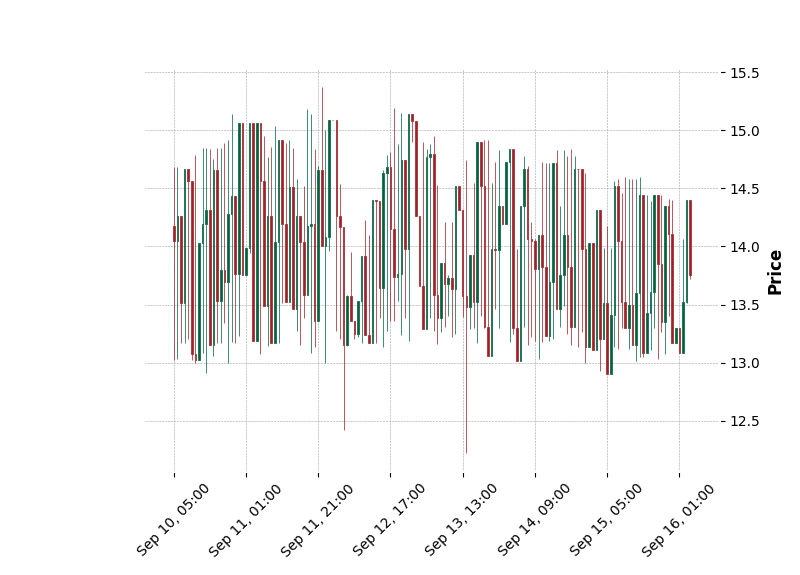 15.5
15.0
14.5
14.0
13.5
13.0
12.5
Price
Sep 10, 05:00
Sep 11, 01:00
Sep 11, 21:00
Sep 12, 17:00
Sep 13, 13:00
Sep 14, 09:00
Sep 15, 05:00
Sep 16, 01:00